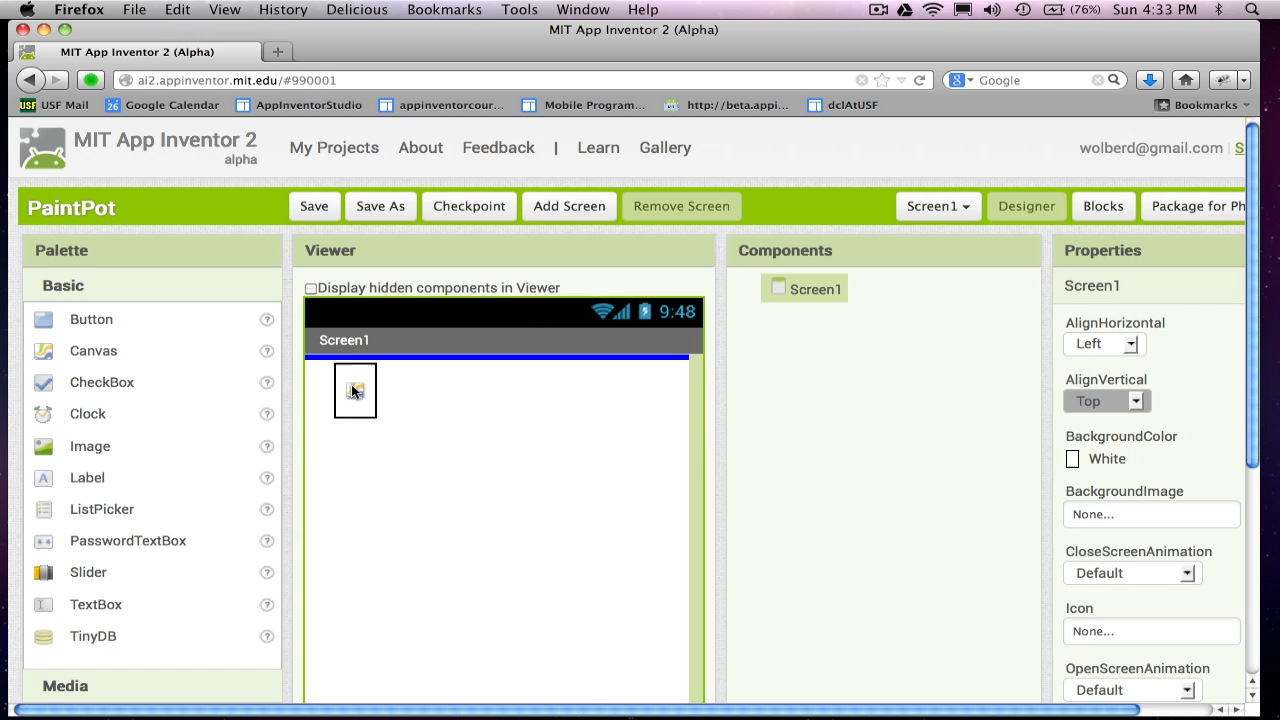 Firefox File Edit View History Delicious Bookmarks Tools Window Help (76%) Sun 4:33 PM
MIT App Inventor 2 (Alpha)
MIT App Inventor 2 (Alpha)
ai2.appinventor.mit.edu/#990001 Google
USF USF Mail 26 Google Calendar AppInventorStudio appinventorcour... Mobile Program... http://beta.appi... dclAtUSF Bookmarks
MIT App Inventor 2
alpha
My Projects About Feedback | Learn Gallery wolberd@gmail.com S
PaintPot Save Save As Checkpoint Add Screen Remove Screen Screen1 Designer Blocks Package for Ph
Palette Viewer Components Properties
Basic
Display hidden components in Viewer
Screen1
Screen1
Button ?
9:48
Screen1
AlignHorizontal
Left
Canvas ?
CheckBox ?
AlignVertical
Top
Clock ?
BackgroundColor
White
Image ?
Label ?
BackgroundImage
None...
ListPicker ?
PasswordTextBox ?
CloseScreenAnimation
Default
Slider ?
TextBox ?
Icon
None...
TinyDB ?
OpenScreenAnimation
Default
Media